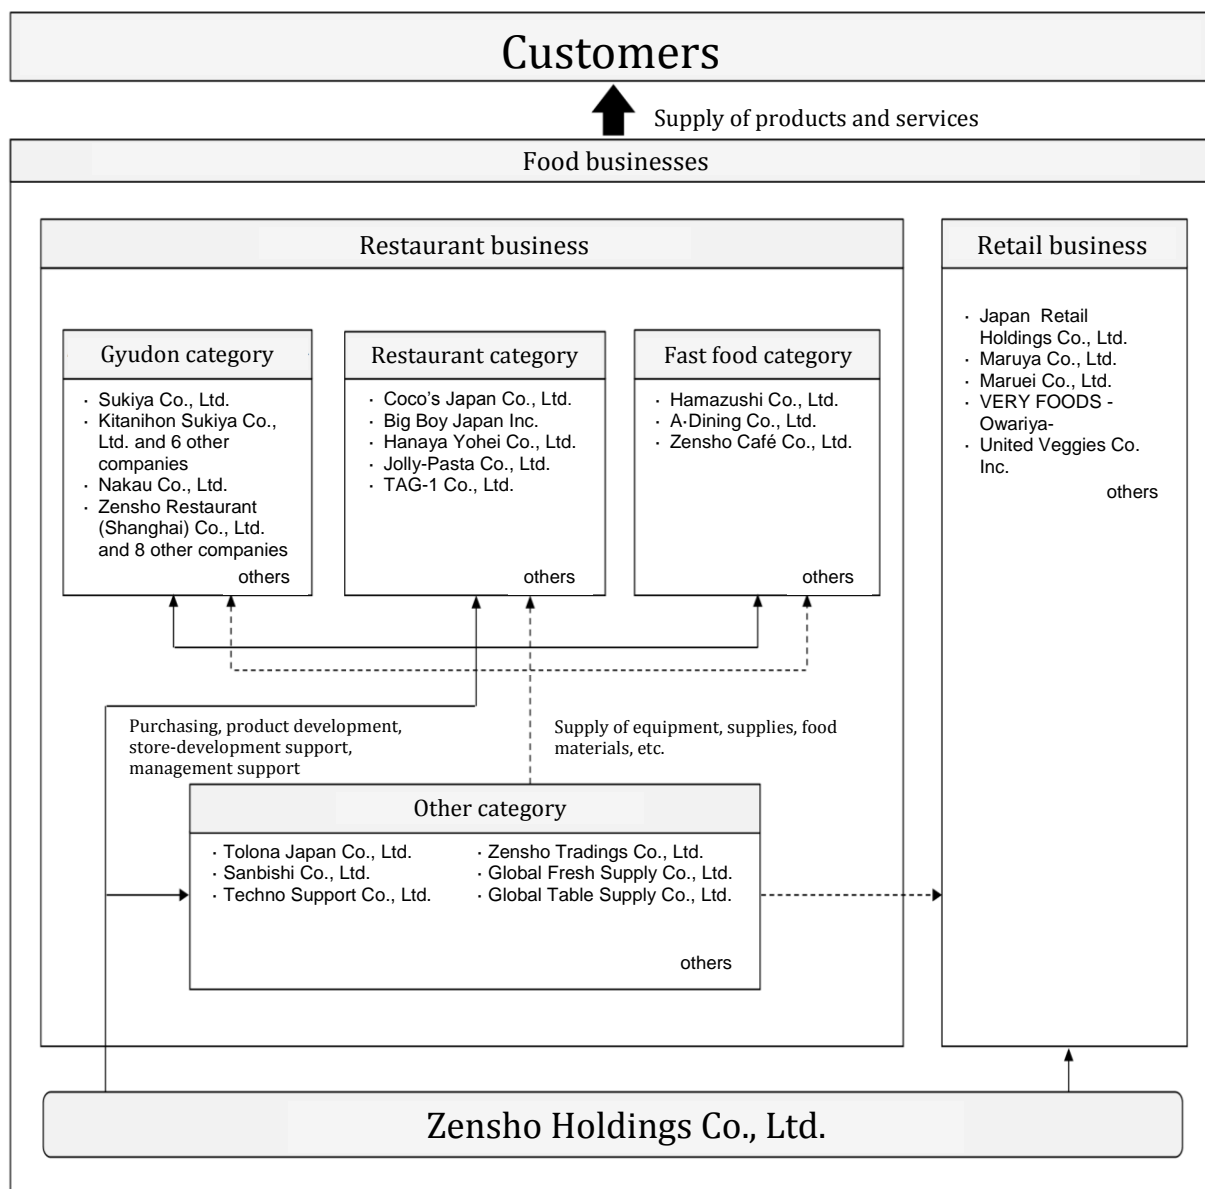 Customers
Supply of products and services
Food businesses
Restaurant business
Gyudon category
· Sukiya Co., Ltd.
· Kitanihon Sukiya Co.,
Ltd. and 6 other
companies
· Nakau Co., Ltd.
· Zensho Restaurant
(Shanghai) Co., Ltd.
and 8 other companies
others
Restaurant category
· Coco’s Japan Co., Ltd.
· Big Boy Japan Inc.
· Hanaya Yohei Co., Ltd.
· Jolly-Pasta Co., Ltd.
· TAG-1 Co., Ltd.
others
Fast food category
· Hamazushi Co., Ltd.
· A·Dining Co., Ltd.
· Zensho Café Co., Ltd.
others
Purchasing, product development,
store-development support,
management support
Supply of equipment, supplies, food
materials, etc.
Other category
· Tolona Japan Co., Ltd.
· Sanbishi Co., Ltd.
· Techno Support Co., Ltd.
· Zensho Tradings Co., Ltd.
· Global Fresh Supply Co., Ltd.
· Global Table Supply Co., Ltd.
others
Retail business
· Japan Retail
Holdings Co., Ltd.
· Maruya Co., Ltd.
· Maruei Co., Ltd.
· VERY FOODS -
Owariya-
· United Veggies Co.
Inc.
others
Zensho Holdings Co., Ltd.